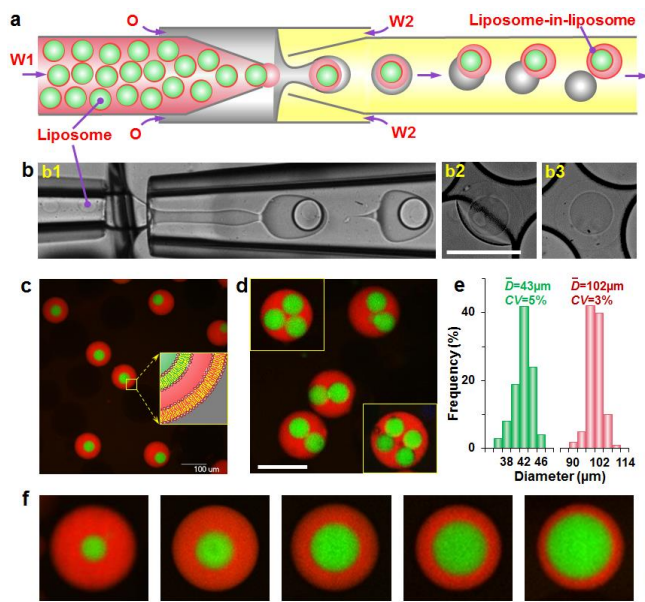 a
O
W2
Liposome-in-liposome
W1
Liposome
O
W2
b
b1
b2
b3
c
100 um
d
e
D̄=43µm
CV=5%
D̄=102µm
CV=3%
Frequency (%)
40
20
0
38 42 46
90 102 114
Diameter (µm)
f